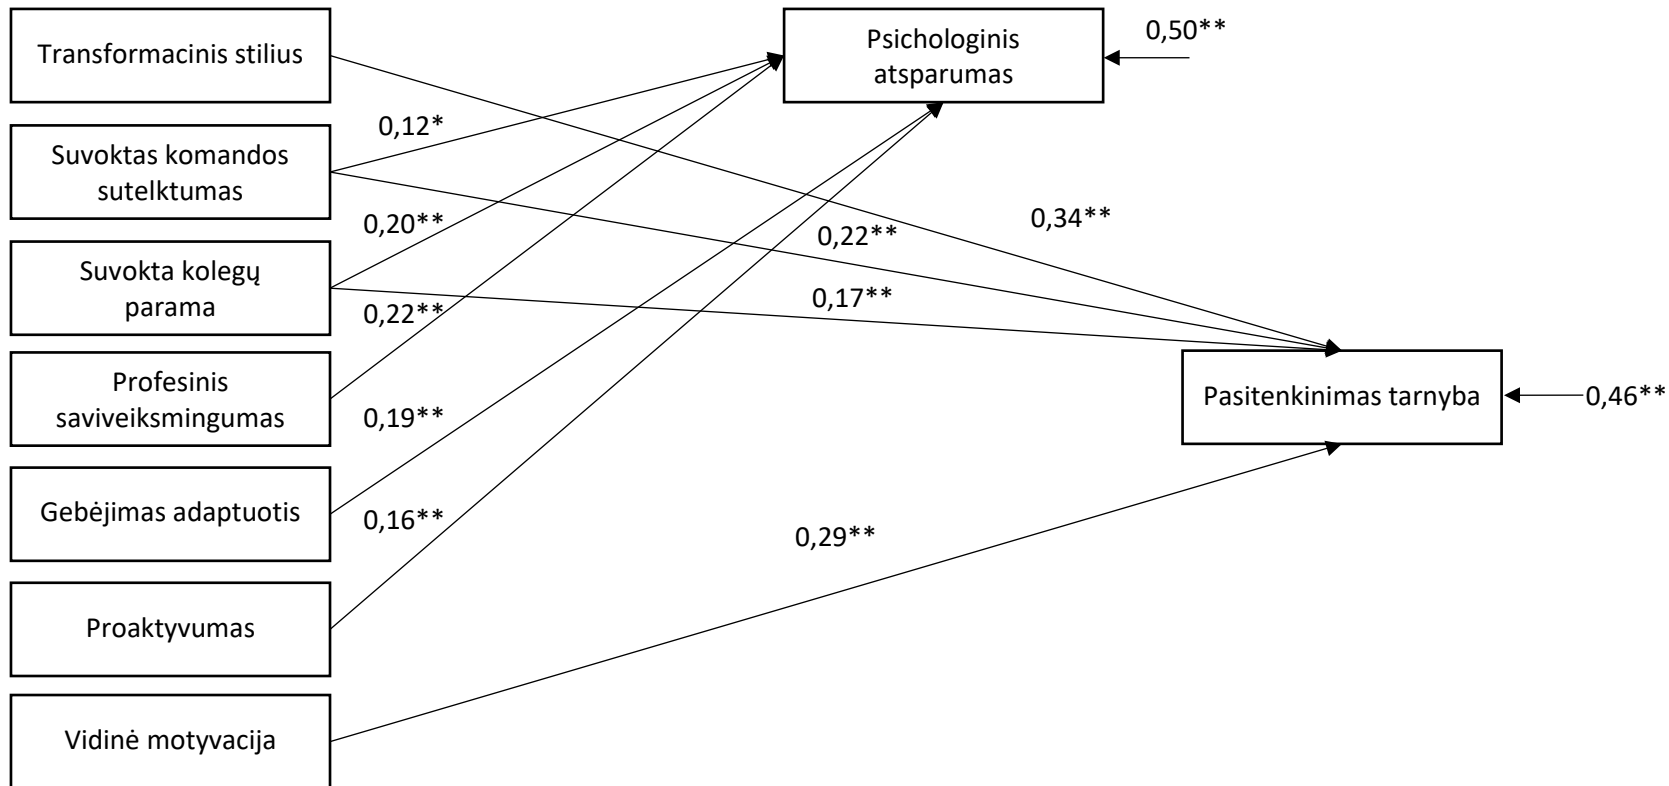 Transformacinis stilius
Psichologinis
atsparumas
0,50**
0,12*
Suvoktas komandos
sutelktumas
0,20**
0,22**
0,34**
Suvokta kolegų
parama
0,17**
0,22**
Profesinis
saviveiksmingumas
Pasitenkinimas tarnyba
0,46**
0,19**
Gebėjimas adaptuotis
0,16**
0,29**
Proaktyvumas
Vidinė motyvacija